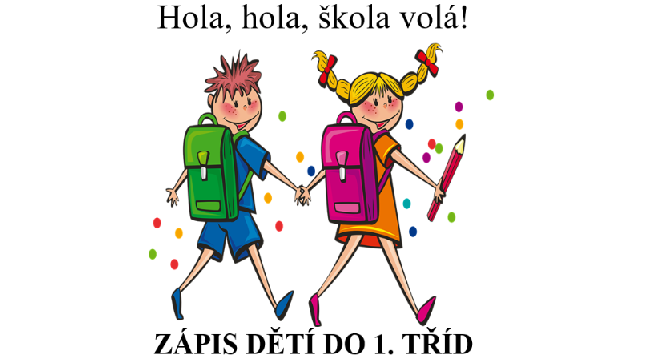 Hola, hola, škola volá!
ZÁPIS DĚTÍ DO 1. TŘÍD